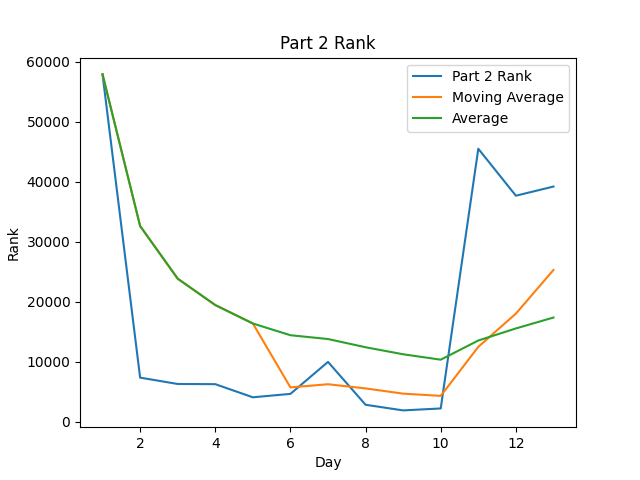 Part 2 Rank
Part 2 Rank
Moving Average
Average
Rank
60000
50000
40000
30000
20000
10000
0
2 4 6 8 10 12
Day